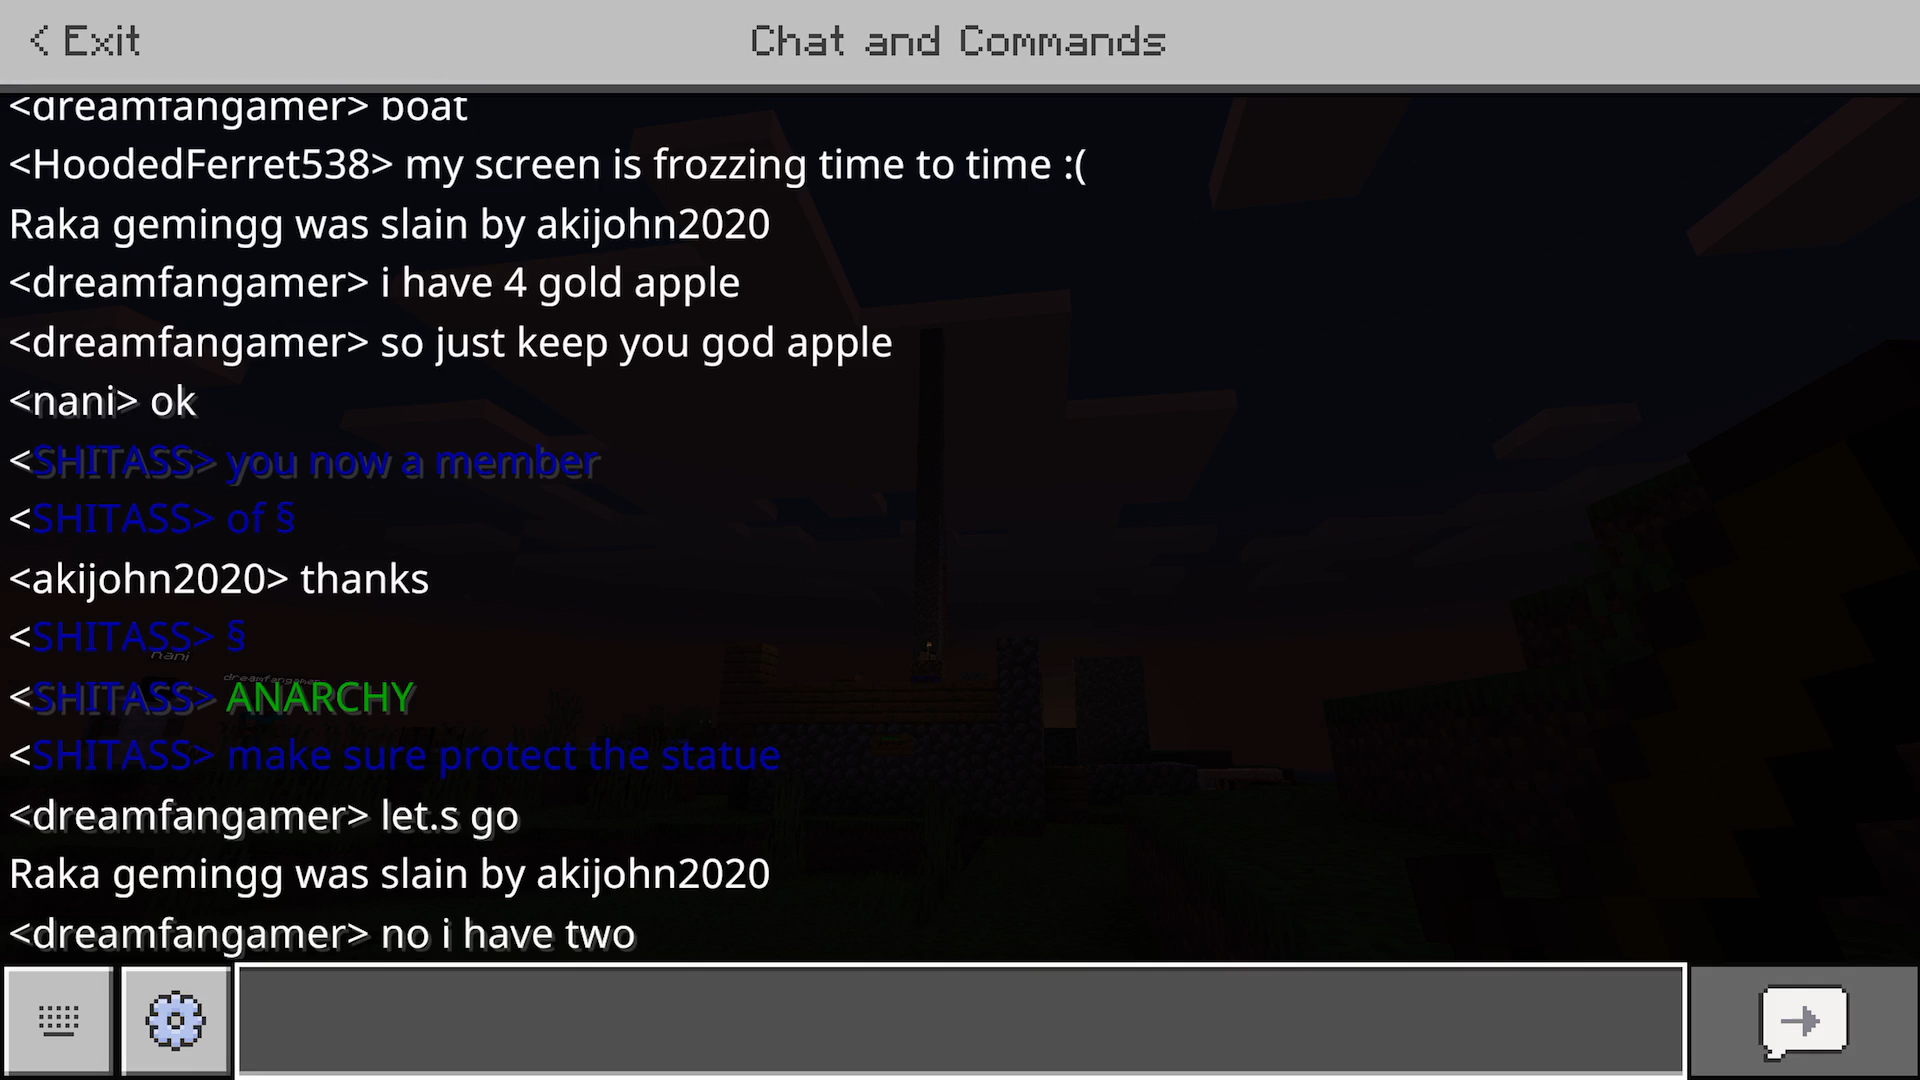 < Exit
Chat and Commands
<dreamfangamer> boat
<HoodedFerret538> my screen is frozzing time to time :(
Raka gemingg was slain by akijohn2020
<dreamfangamer> i have 4 gold apple
<dreamfangamer> so just keep you god apple
<nani> ok
<SHITASS> you now a member
<SHITASS> of §
<akijohn2020> thanks
<SHITASS> §
nani
dreamfangamer
<SHITASS> ANARCHY
<SHITASS> make sure protect the statue
<dreamfangamer> let.s go
Raka gemingg was slain by akijohn2020
<dreamfangamer> no i have two